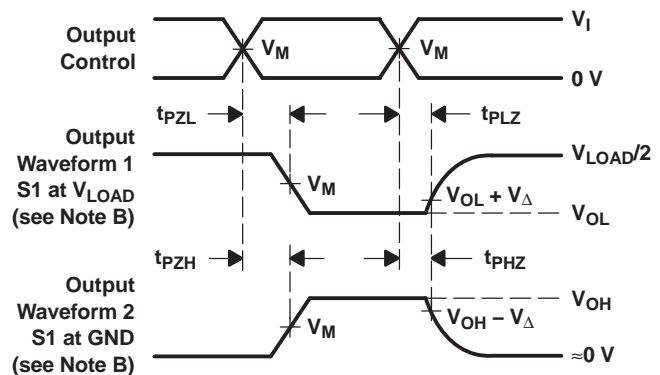 Output
Control
V_M
V_M
V_I
0 V
t_PZL
t_PLZ
Output
Waveform 1
S1 at V_LOAD
(see Note B)
V_M
V_LOAD/2
V_OL + V_Δ
V_OL
t_PZH
t_PHZ
Output
Waveform 2
S1 at GND
(see Note B)
V_M
V_OH
V_OH – V_Δ
≈0 V